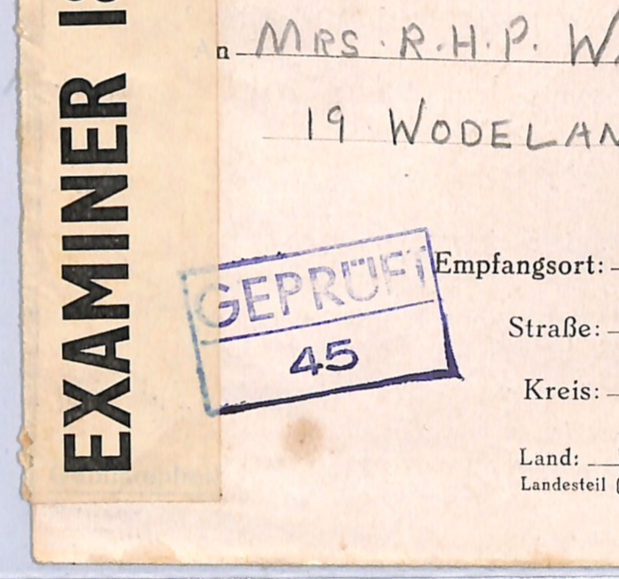 EXAMINER
n MRS. R.H.P.
19 WODELAN
GEPRÜFT
45
Empfangsort:
Straße:
Kreis:
Land:
Landesteil (